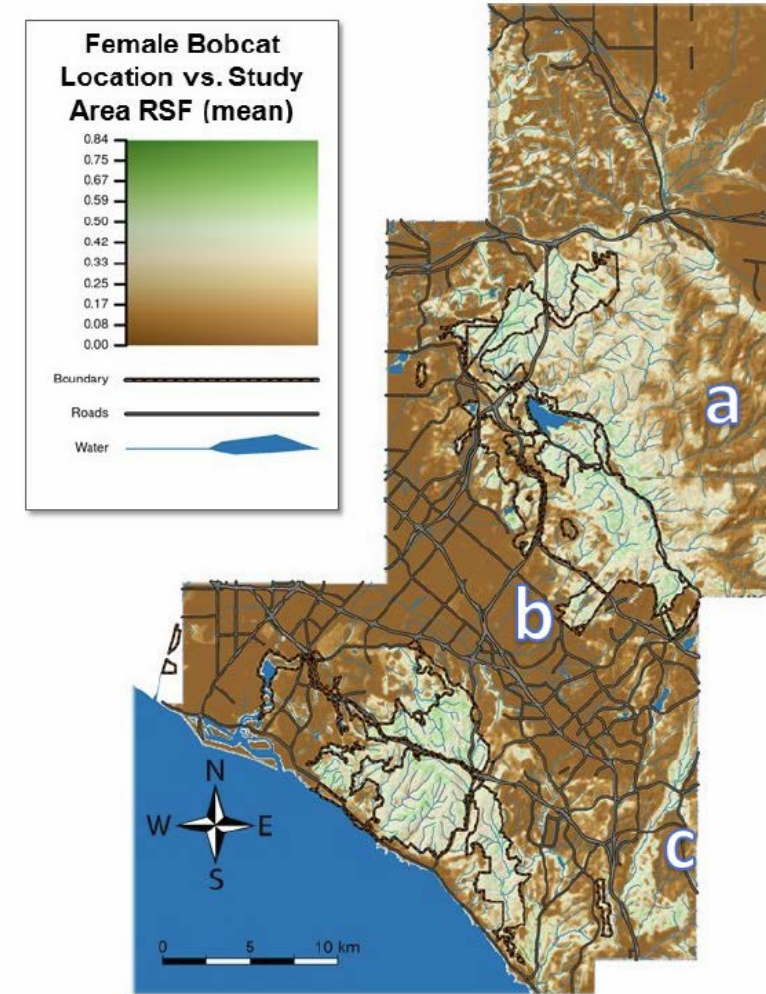 Female Bobcat
Location vs. Study
Area RSF (mean)
0.84
0.75
0.67
0.59
0.50
0.42
0.33
0.25
0.17
0.08
0.00
Boundary
Roads
Water
a
b
c
N
W E
S
0 5 10 km